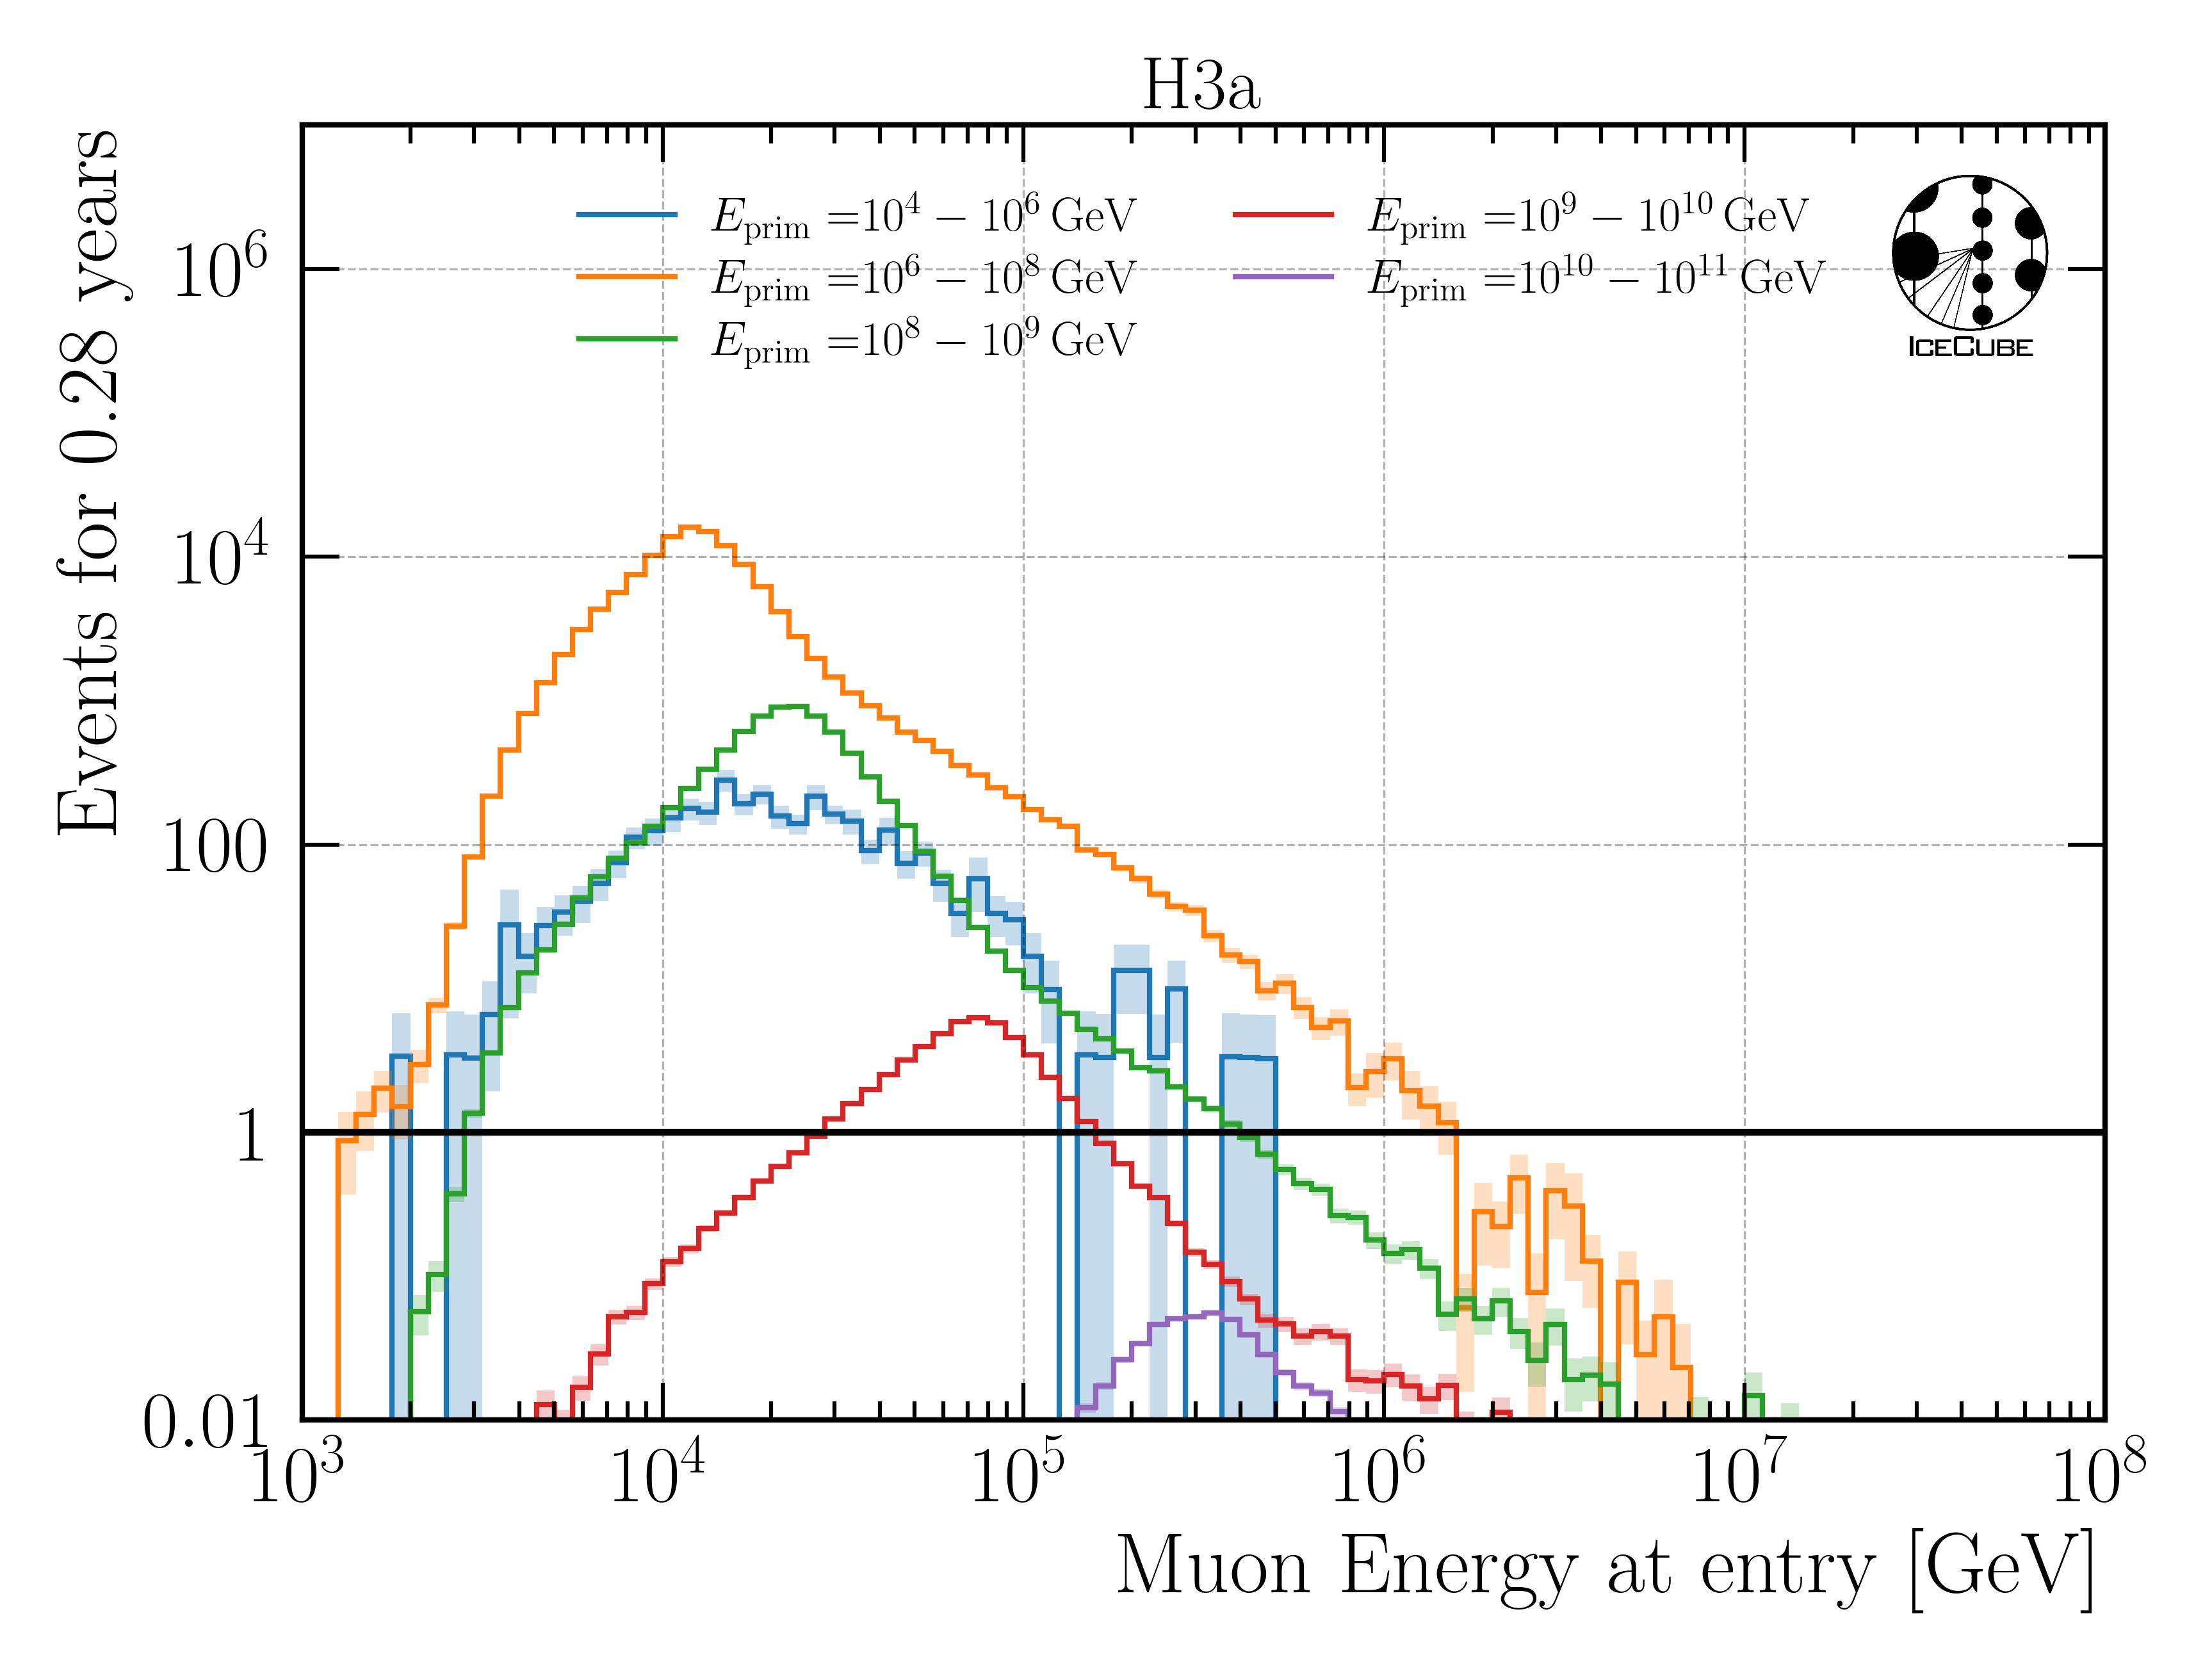 H3a
E_prim =10^4 − 10^6 GeV
E_prim =10^6 − 10^8 GeV
E_prim =10^8 − 10^9 GeV
E_prim =10^9 − 10^10 GeV
E_prim =10^10 − 10^11 GeV
ICECUBE
Events for 0.28 years
10^6
10^4
100
1
0.01
10^3 10^4 10^5 10^6 10^7 10^8
Muon Energy at entry [GeV]